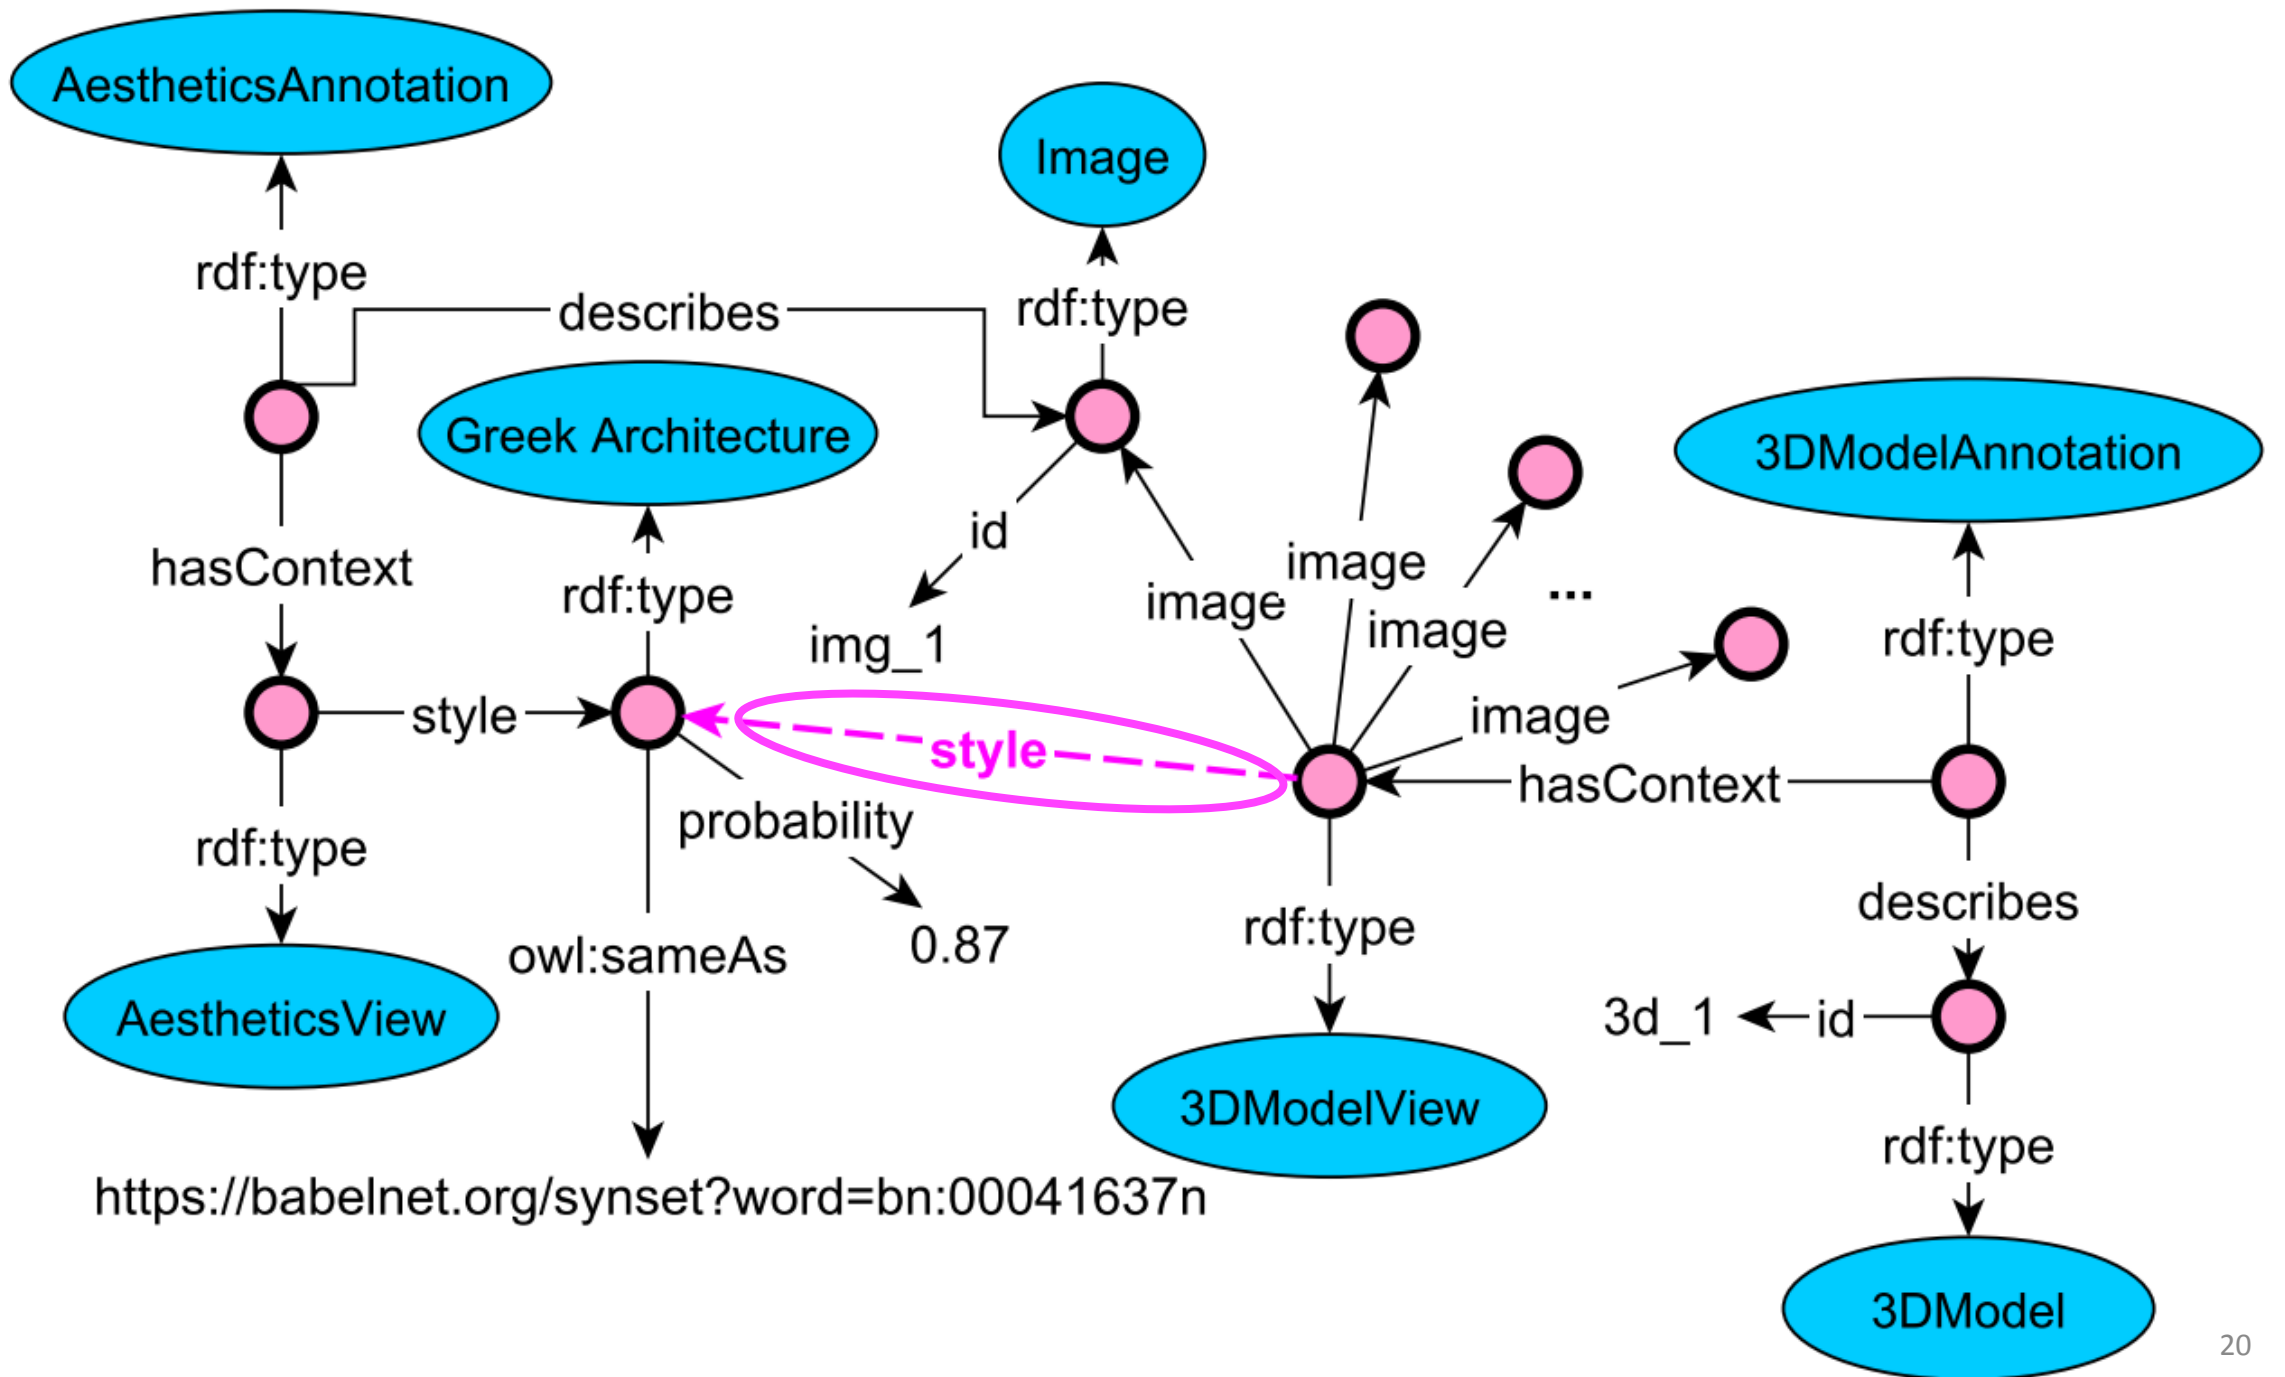 AestheticsAnnotation
Image
rdf:type
describes
rdf:type
Greek Architecture
3DModelAnnotation
id
hasContext
image
image
...
rdf:type
image
img_1
image
rdf:type
style
style
hasContext
probability
rdf:type
describes
0.87
rdf:type
owl:sameAs
AestheticsView
3d_1
id
3DModelView
rdf:type
https://babelnet.org/synset?word=bn:00041637n
3DModel
20